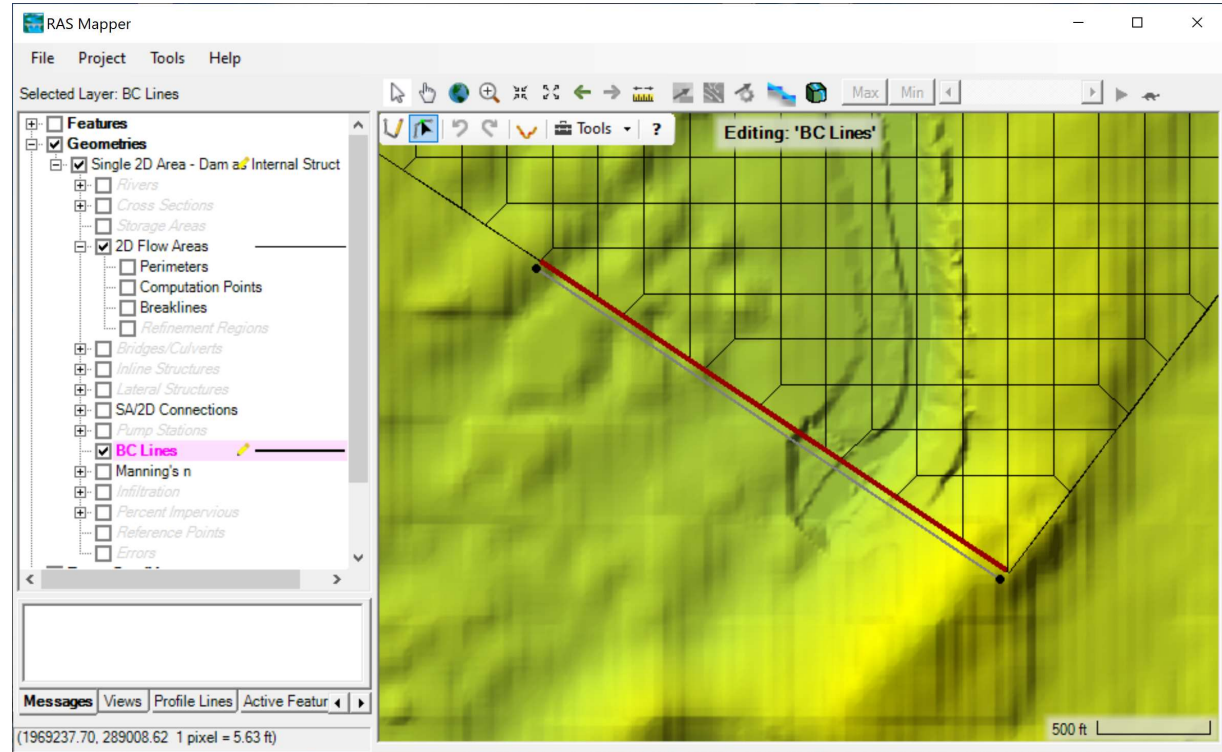 RAS Mapper
File Project Tools Help
Selected Layer: BC Lines
Max Min
Features
Geometries
Single 2D Area - Dam as Internal Struct
Rivers
Cross Sections
Storage Areas
2D Flow Areas
Perimeters
Computation Points
Breaklines
Refinement Regions
Bridges/Culverts
Inline Structures
Lateral Structures
SA/2D Connections
Pump Stations
BC Lines
Manning's n
Infiltration
Percent Impervious
Reference Points
Errors
Tools ?
Editing: 'BC Lines'
500 ft
Messages Views Profile Lines Active Featur
(1969237.70, 289008.62 1 pixel = 5.63 ft)